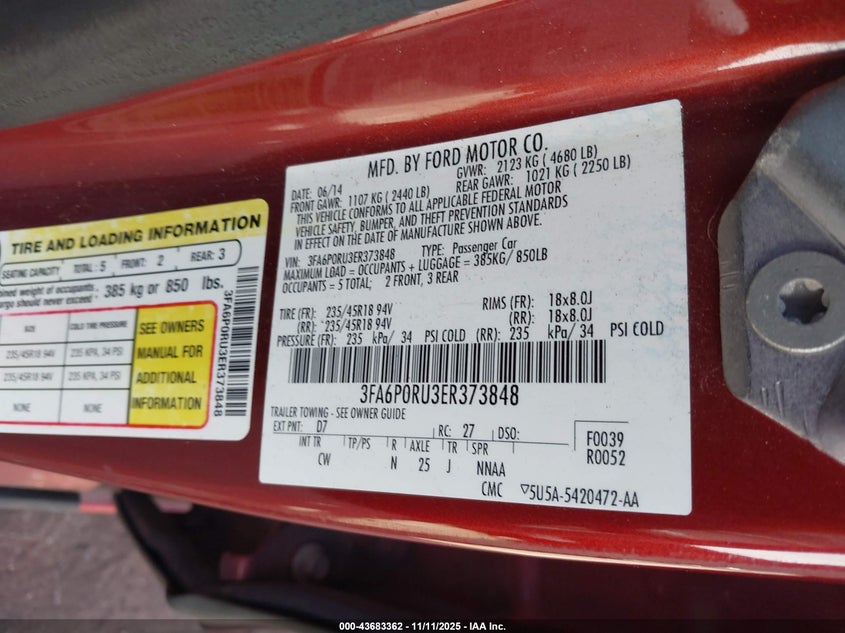 TIRE AND LOADING INFORMATION
SEATING CAPACITY TOTAL: 5 FRONT: 2 REAR: 3
never exceed - 385 kg or 850 lbs.
SIZE COLD TIRE PRESSURE
235/45R18 94V 235 KPA, 34 PSI
235/45R18 94V 235 KPA, 34 PSI
NONE NONE
SEE OWNERS
MANUAL FOR
ADDITIONAL
INFORMATION
3FA6P0RU3ER373848
MFD. BY FORD MOTOR CO.
DATE: 06/14 GVWR: 2123 KG ( 4680 LB)
FRONT GAWR: 1107 KG ( 2440 LB) REAR GAWR: 1021 KG ( 2250 LB)
THIS VEHICLE CONFORMS TO ALL APPLICABLE FEDERAL MOTOR
VEHICLE SAFETY, BUMPER, AND THEFT PREVENTION STANDARDS
IN EFFECT ON THE DATE OF MANUFACTURE SHOWN ABOVE.
VIN: 3FA6P0RU3ER373848 TYPE: Passenger Car
MAXIMUM LOAD = OCCUPANTS + LUGGAGE = 385KG/ 850LB
OCCUPANTS = 5 TOTAL; 2 FRONT, 3 REAR
TIRE (FR): 235/45R18 94V RIMS (FR): 18x8.0J
(RR): 235/45R18 94V (RR): 18x8.0J
PRESSURE (FR): 235 kPa/ 34 PSI COLD (RR): 235 kPa/ 34 PSI COLD
3FA6P0RU3ER373848
TRAILER TOWING - SEE OWNER GUIDE
EXT PNT: D7 RC: 27 DSO:
INT TR TP/PS R AXLE TR SPR
CW N 25 J NNAA
F0039
R0052
CMC ▽5U5A-5420472-AA
000-43683362 - 11/11/2025 - IAA Inc.